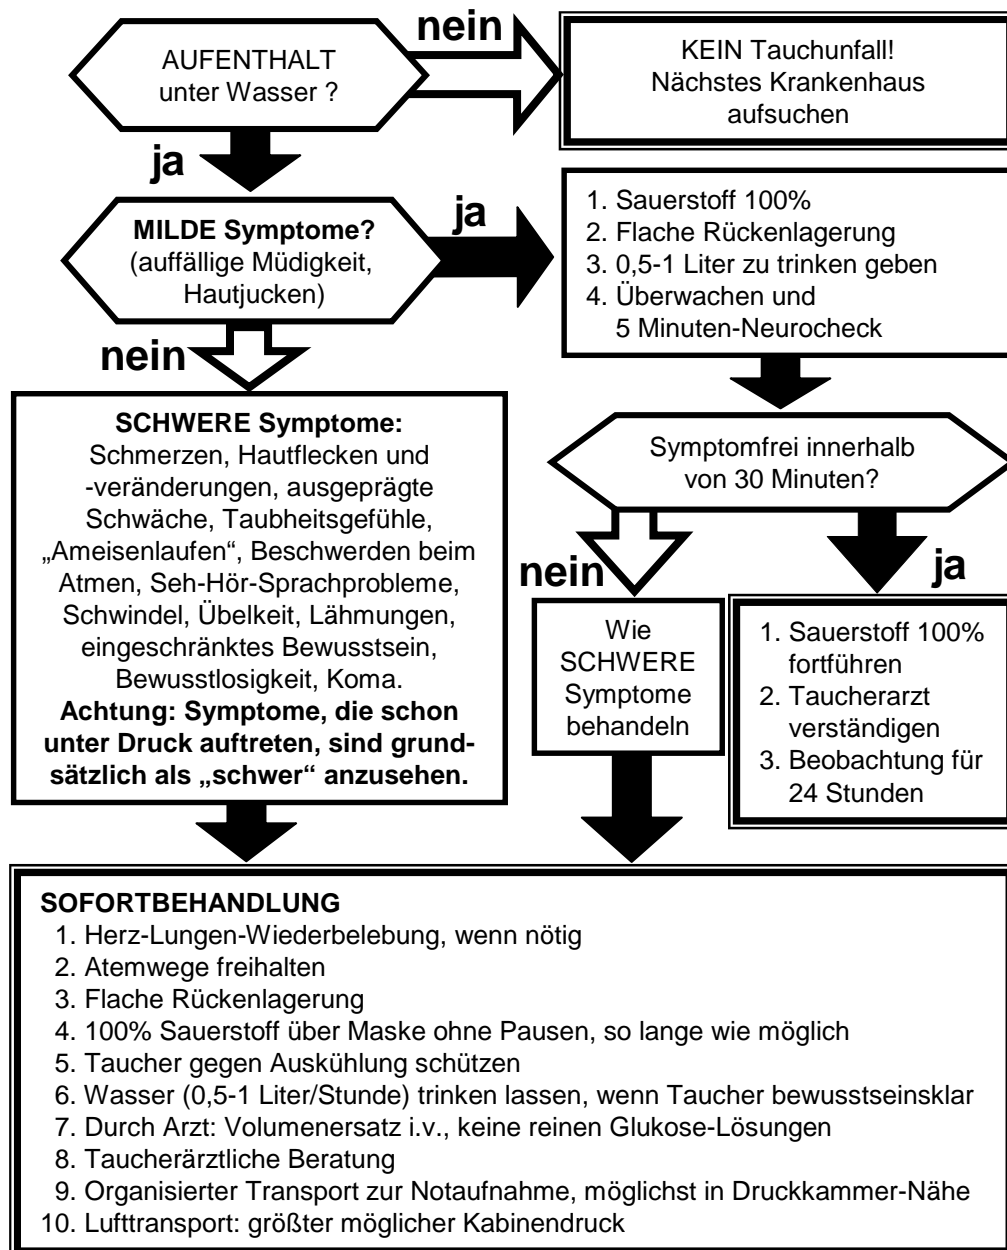 AUFENTHALT
unter Wasser ?
nein
KEIN Tauchunfall!
Nächstes Krankenhaus
aufsuchen
ja
MILDE Symptome?
(auffällige Müdigkeit,
Hautjucken)
ja
1. Sauerstoff 100%
2. Flache Rückenlagerung
3. 0,5-1 Liter zu trinken geben
4. Überwachen und
5 Minuten-Neurocheck
nein
SCHWERE Symptome:
Schmerzen, Hautflecken und
-veränderungen, ausgeprägte
Schwäche, Taubheitsgefühle,
„Ameisenlaufen“, Beschwerden beim
Atmen, Seh-Hör-Sprachprobleme,
Schwindel, Übelkeit, Lähmungen,
eingeschränktes Bewusstsein,
Bewusstlosigkeit, Koma.
Achtung: Symptome, die schon
unter Druck auftreten, sind grund-
sätzlich als „schwer“ anzusehen.
Symptomfrei innerhalb
von 30 Minuten?
nein
Wie
SCHWERE
Symptome
behandeln
ja
1. Sauerstoff 100%
fortführen
2. Taucherarzt
verständigen
3. Beobachtung für
24 Stunden
SOFORTBEHANDLUNG
1. Herz-Lungen-Wiederbelebung, wenn nötig
2. Atemwege freihalten
3. Flache Rückenlagerung
4. 100% Sauerstoff über Maske ohne Pausen, so lange wie möglich
5. Taucher gegen Auskühlung schützen
6. Wasser (0,5-1 Liter/Stunde) trinken lassen, wenn Taucher bewusstseinsklar
7. Durch Arzt: Volumenersatz i.v., keine reinen Glukose-Lösungen
8. Taucherärztliche Beratung
9. Organisierter Transport zur Notaufnahme, möglichst in Druckkammer-Nähe
10. Lufttransport: größter möglicher Kabinendruck